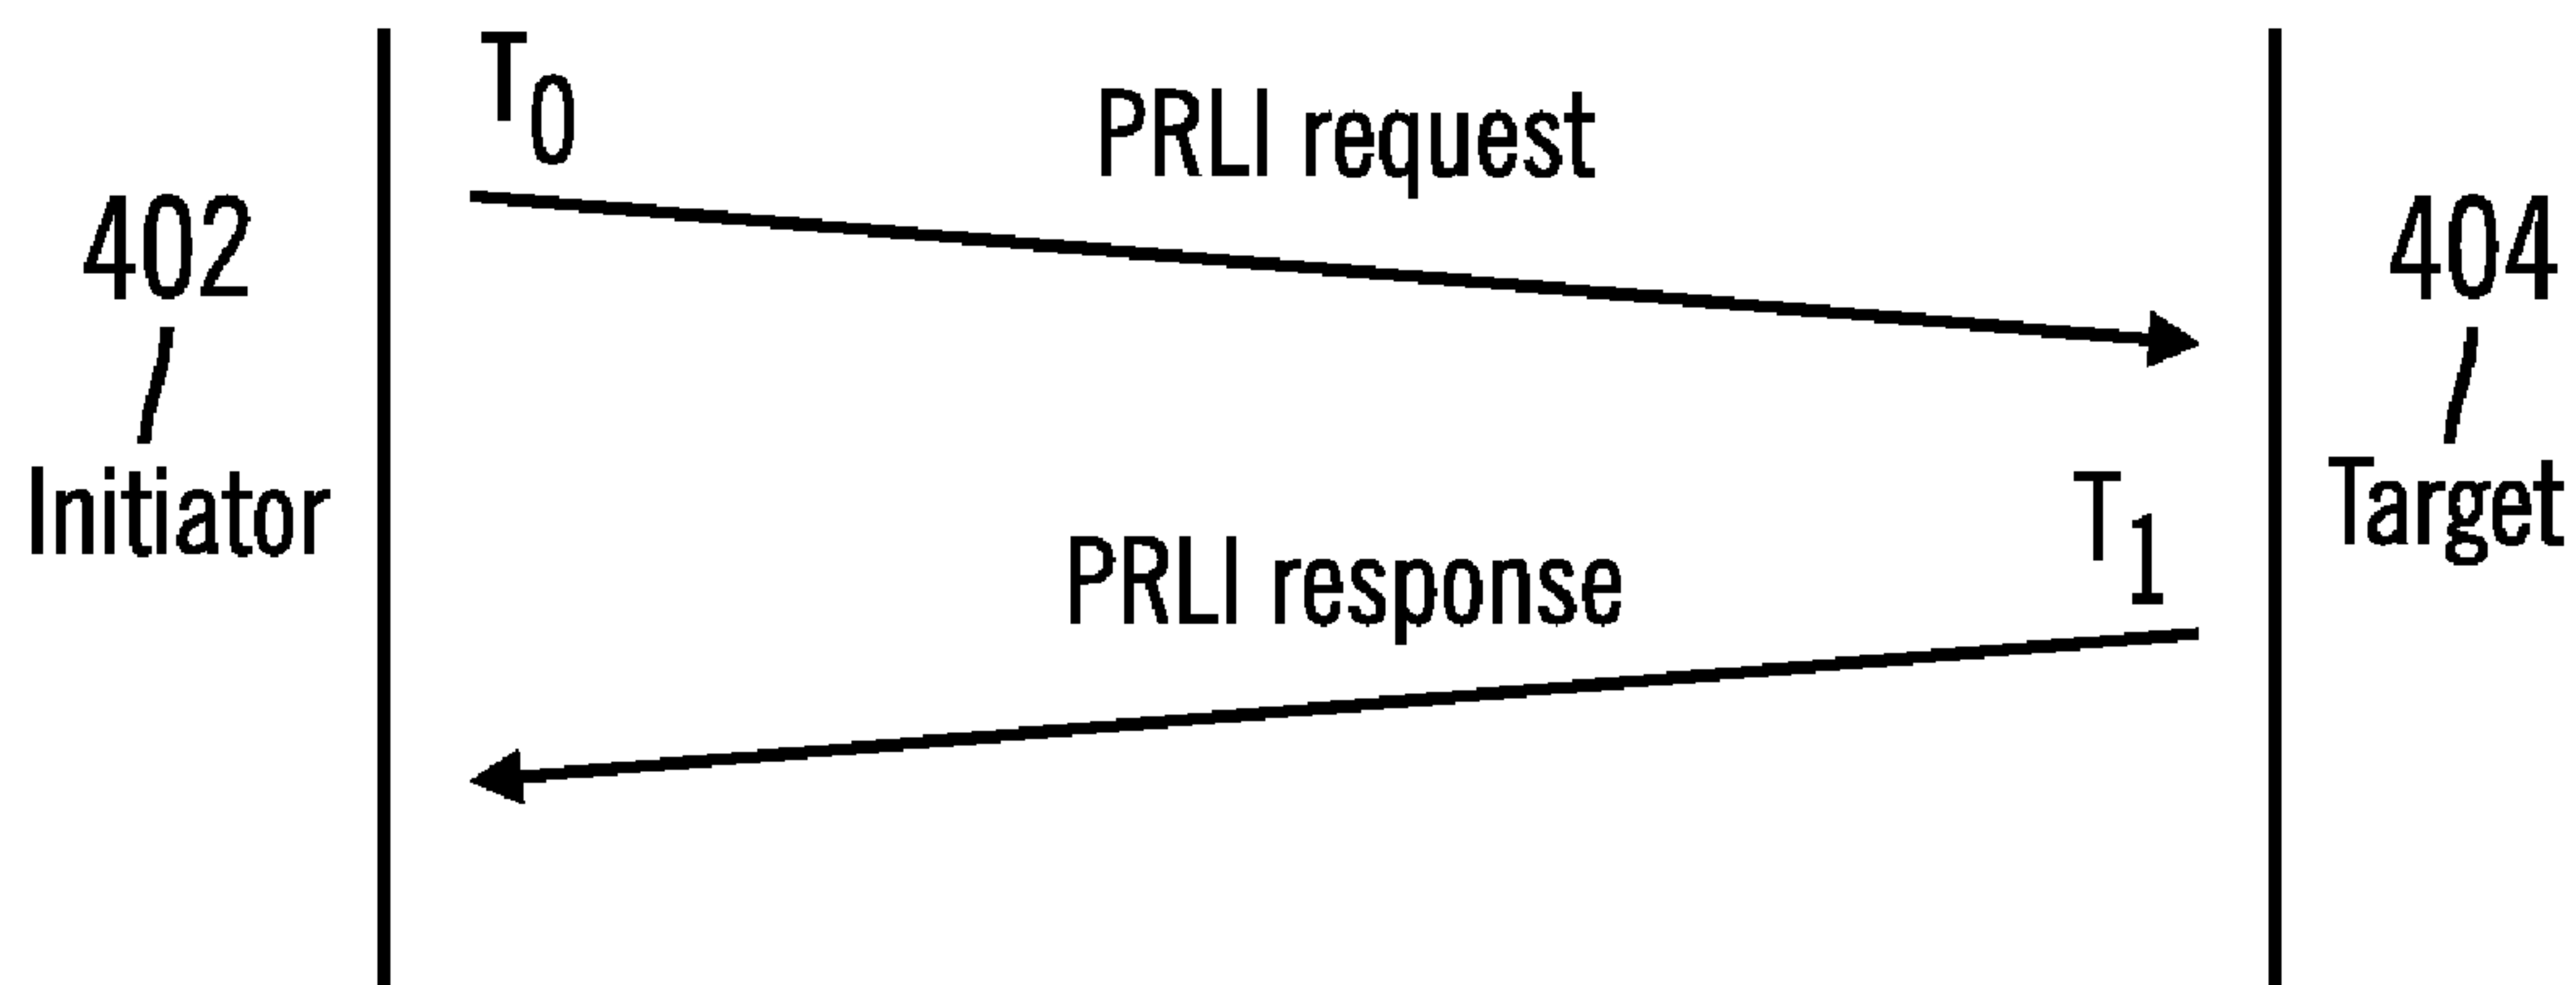 T0
PRLI request
402
404
Initiator
Target
T1
PRLI response